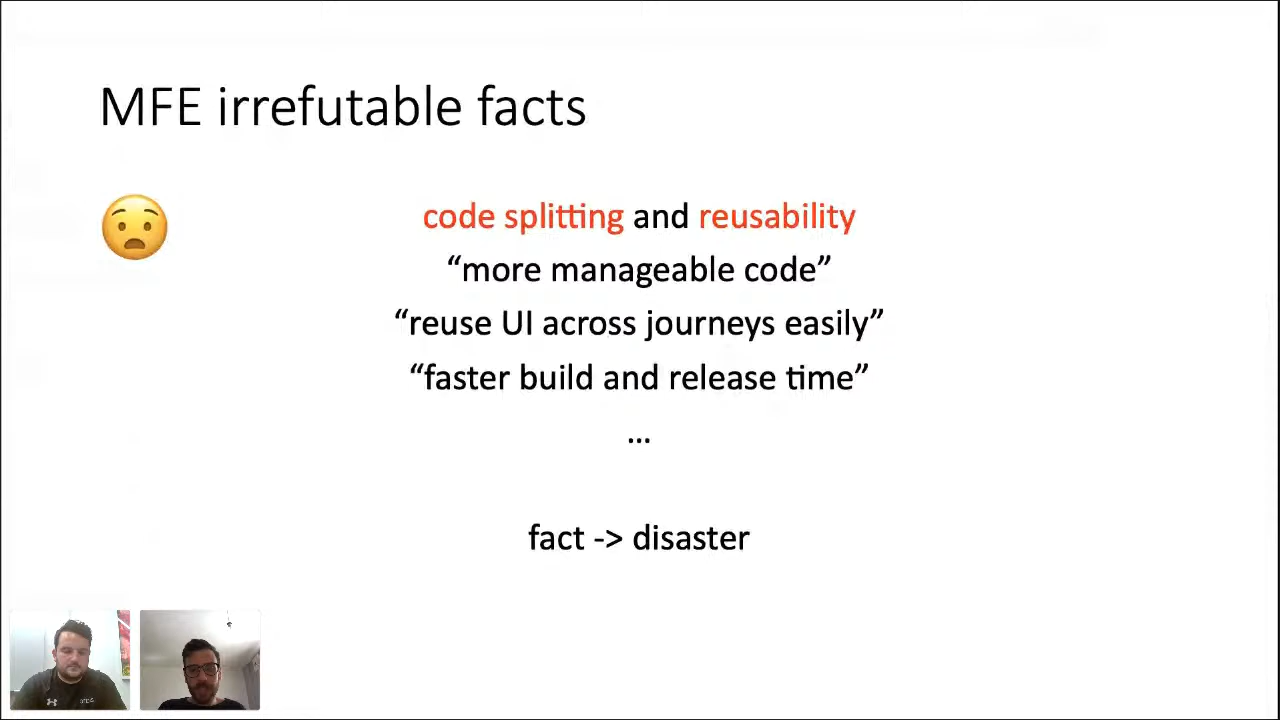 MFE irrefutable facts
code splitting and reusability
“more manageable code”
“reuse UI across journeys easily”
“faster build and release time”
...
fact -> disaster